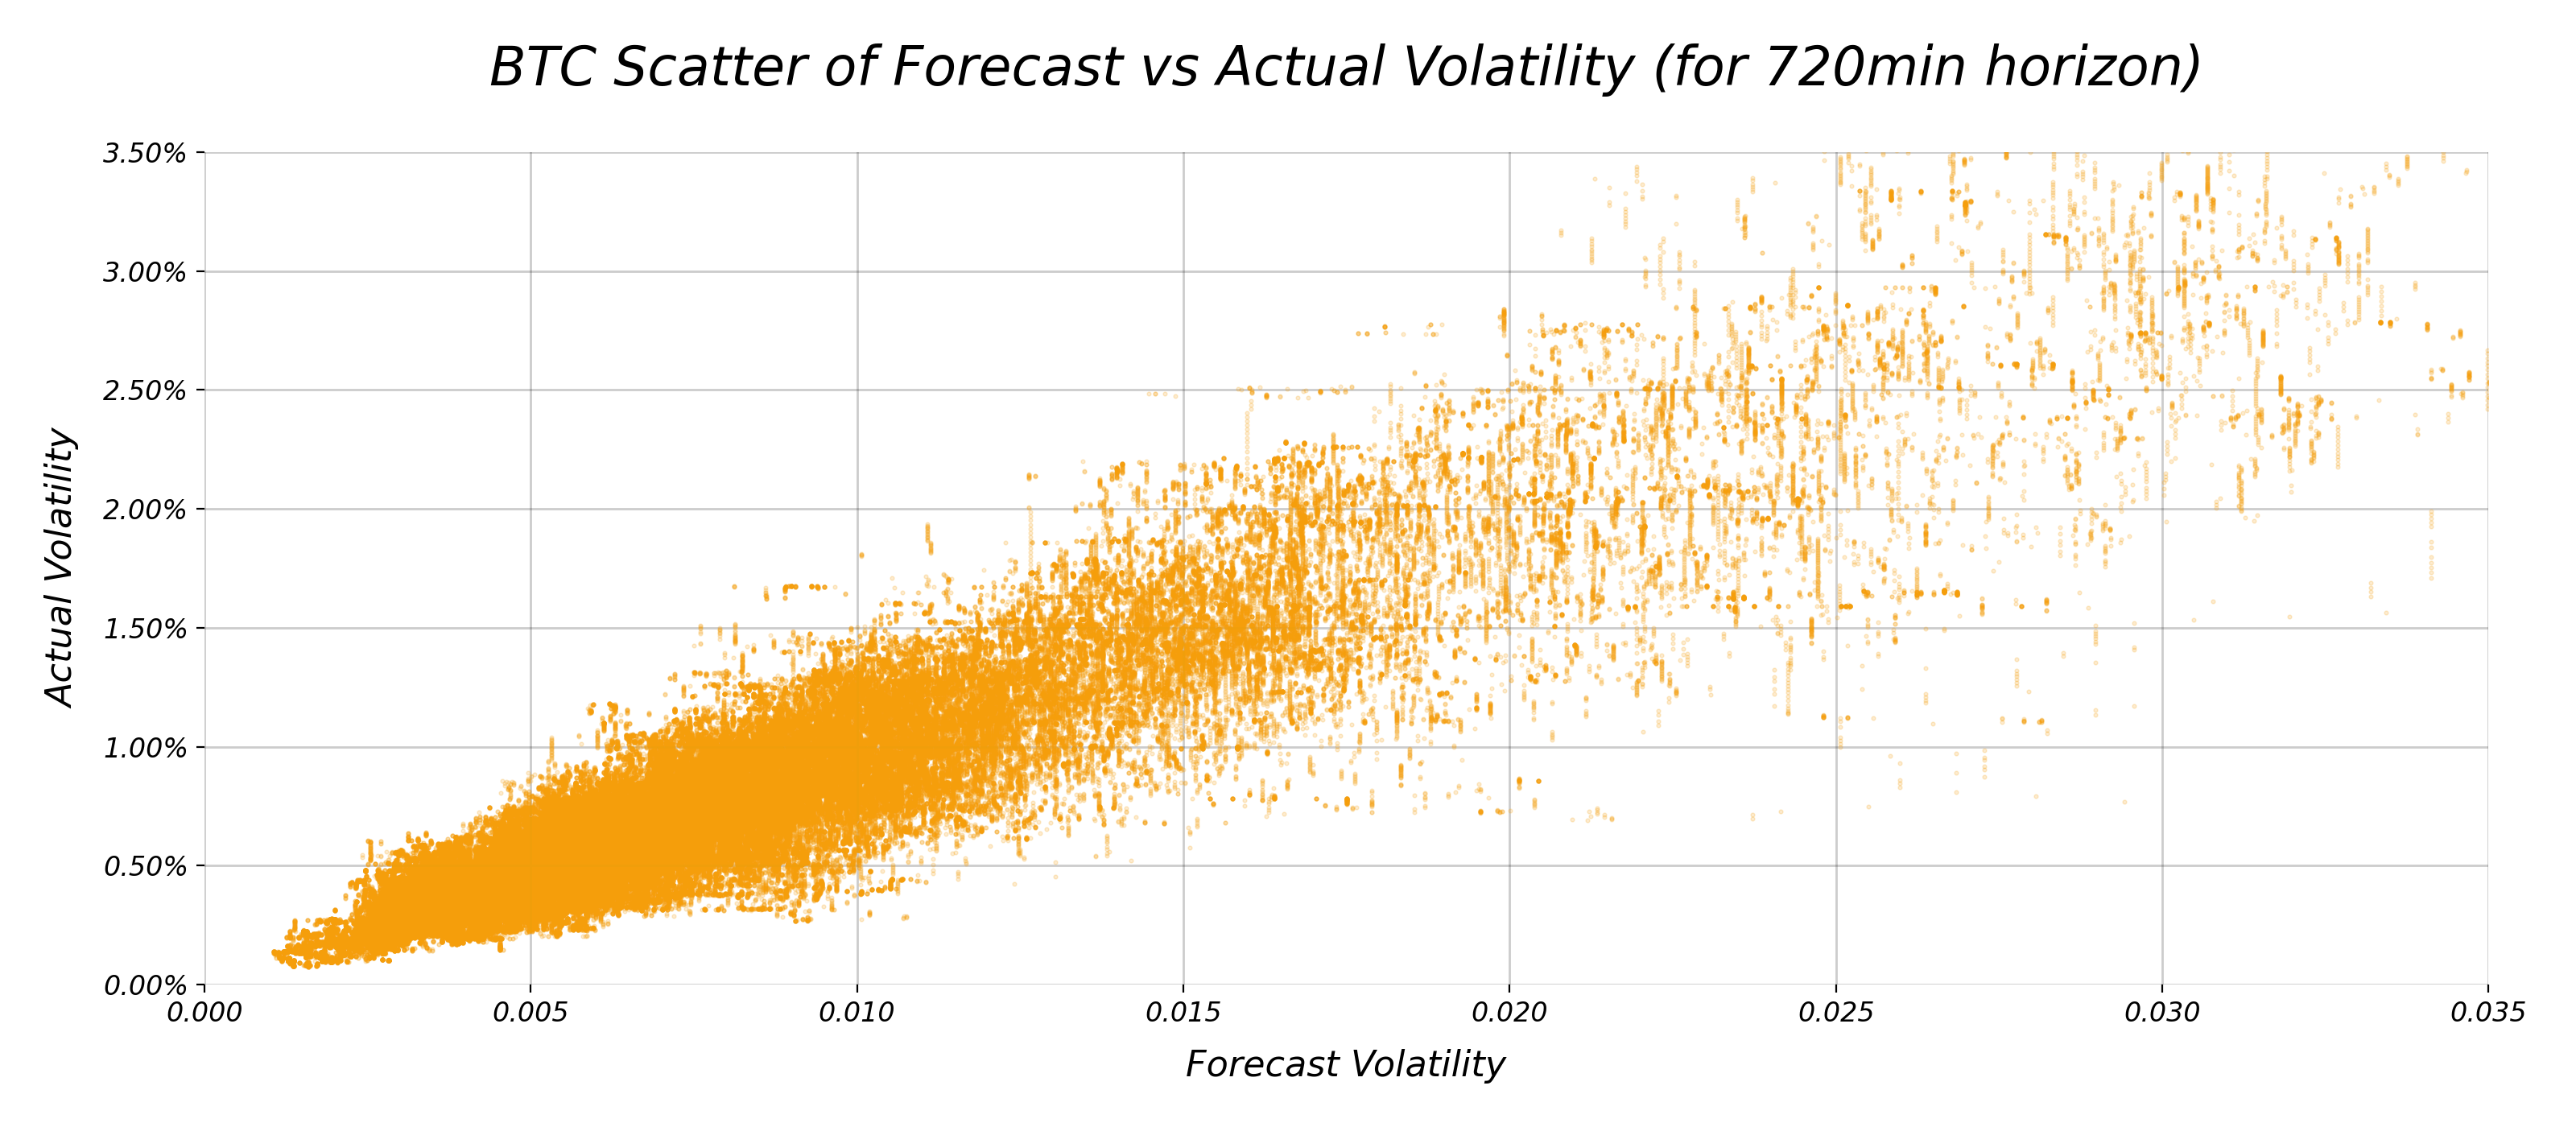 BTC Scatter of Forecast vs Actual Volatility (for 720min horizon)
3.50%
3.00%
2.50%
2.00%
1.50%
1.00%
0.50%
0.00%
Actual Volatility
0.000 0.005 0.010 0.015 0.020 0.025 0.030 0.035
Forecast Volatility